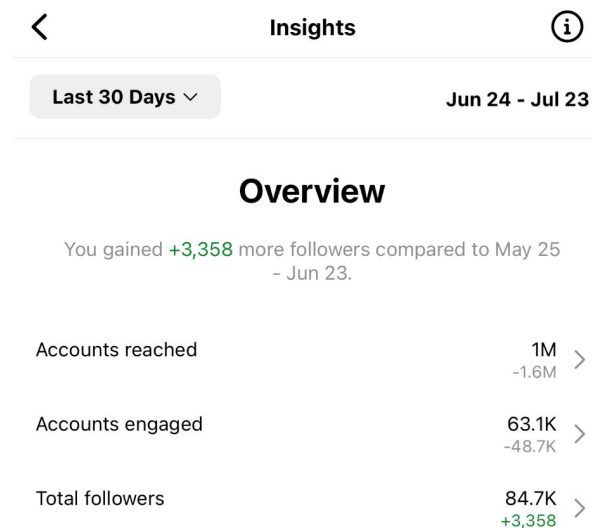 Insights
Last 30 Days
Jun 24 - Jul 23
Overview
You gained +3,358 more followers compared to May 25
- Jun 23.
Accounts reached
1M
-1.6M
Accounts engaged
63.1K
-48.7K
Total followers
84.7K
+3,358